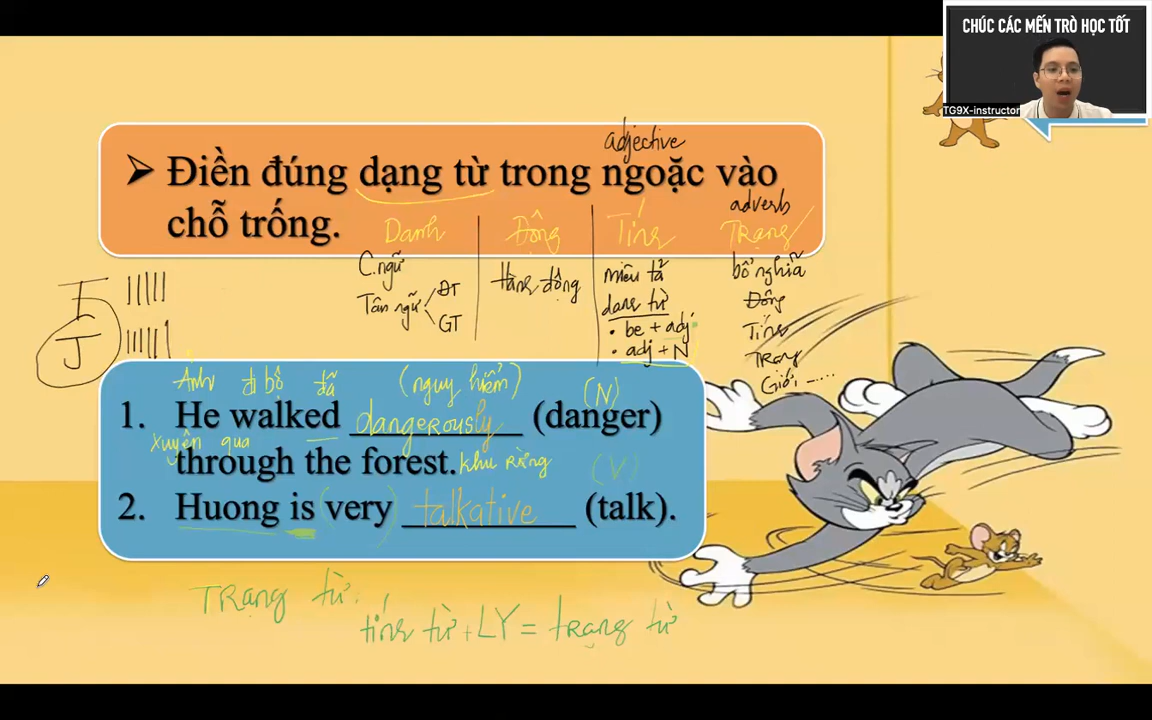 CHÚC CÁC MẾN TRÒ HỌC TỐT
TG9X-instructor
adjective
➢ Điền đúng dạng từ trong ngoặc vào
chỗ trống.
adverb
Danh Động Tính Trạng
C.ngữ
Tân ngữ ĐT
GT
Hành động
miêu tả
danh từ
• be + adj
• adj + N
bổ nghĩa
Động
Tính
Trạng
Giới ....
T
J
Anh đi bộ đã (nguy hiểm) (N)
1. He walked dangerously (danger)
xuyên qua
through the forest. khu rừng (V)
2. Huong is very talkative (talk).
Trạng từ.
tính từ + LY = trạng từ